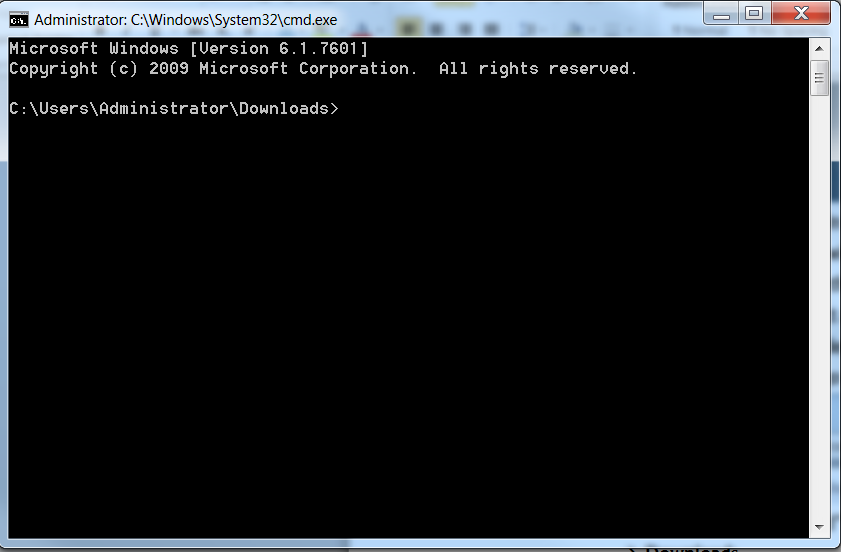 Administrator: C:\Windows\System32\cmd.exe
Microsoft Windows [Version 6.1.7601]
Copyright (c) 2009 Microsoft Corporation.  All rights reserved.
C:\Users\Administrator\Downloads>
Downloads